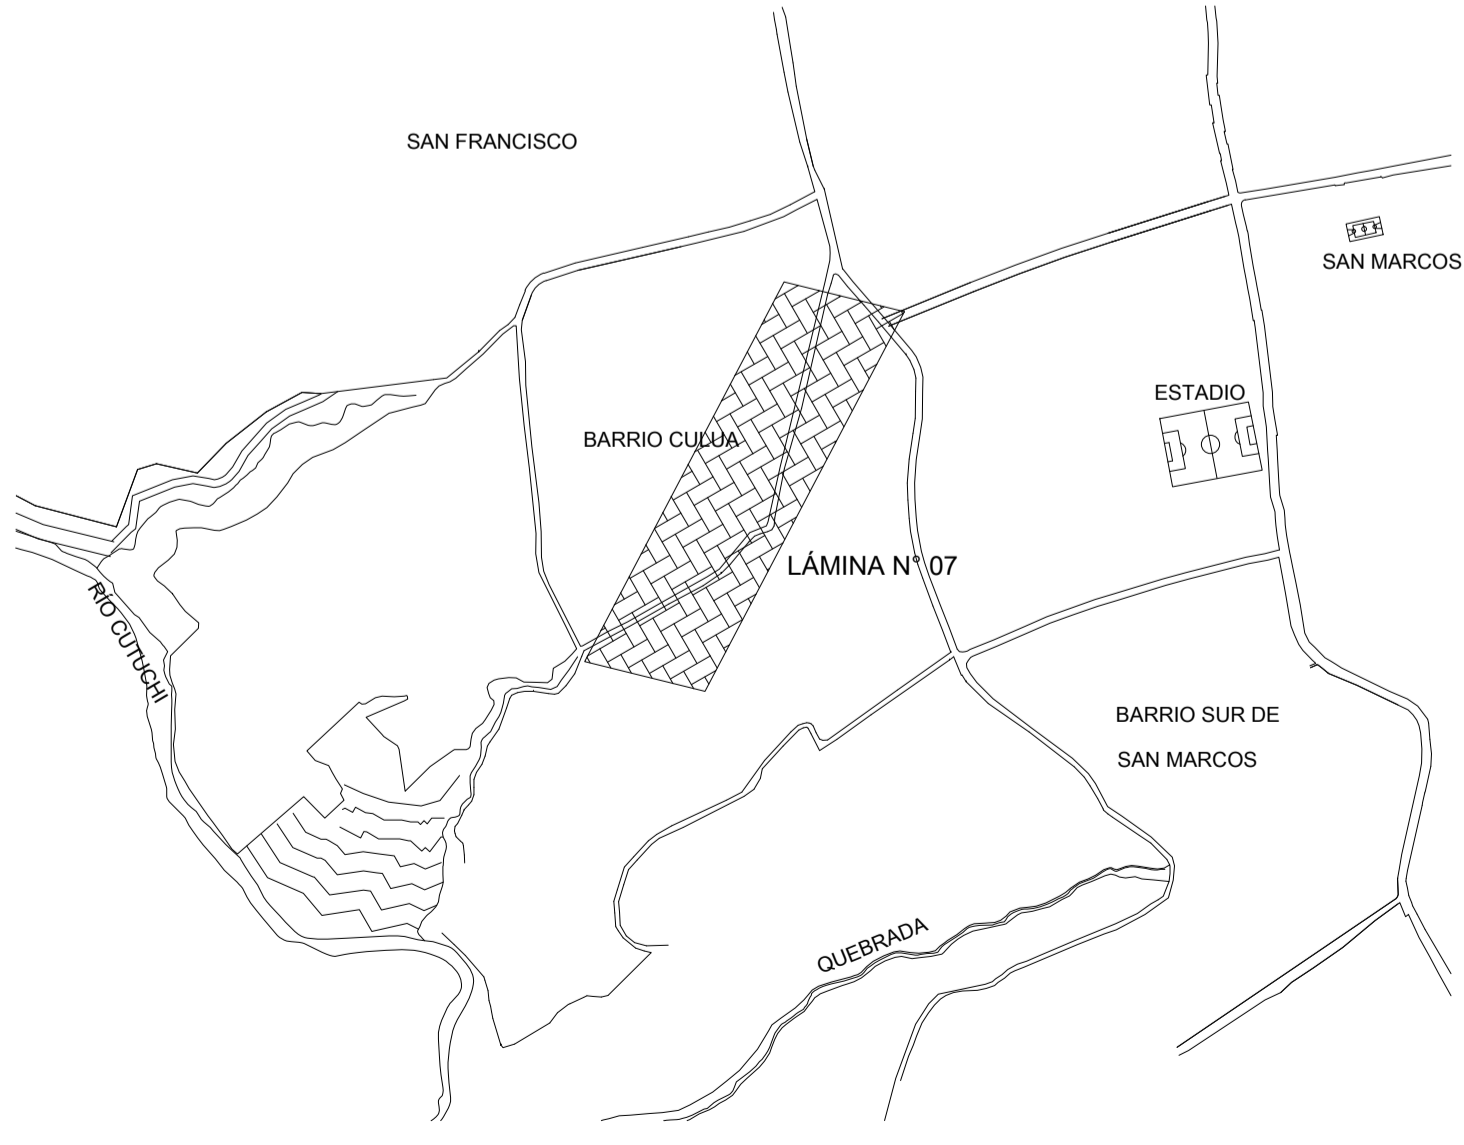 SAN FRANCISCO
SAN MARCOS
ESTADIO
BARRIO CULUA
LÁMINA N° 07
RÍO CUTUCHI
BARRIO SUR DE
SAN MARCOS
QUEBRADA